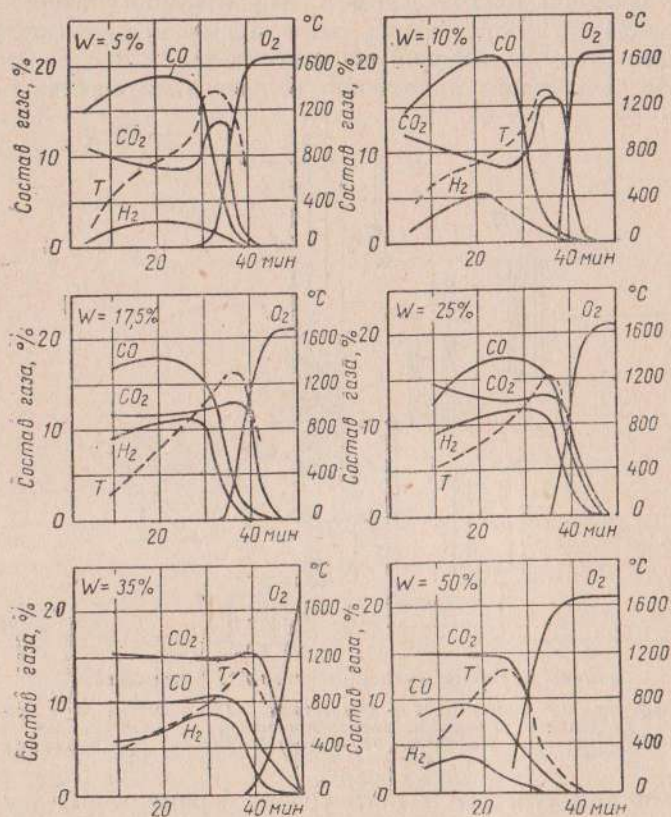 W=5%
CO
O2
°C
CO2
T
H2
Состав газа, %
20
10
0
1600
1200
800
400
0
20
40 мин
W=10%
CO
O2
°C
CO2
T
H2
Состав газа, %
20
10
0
1600
1200
800
400
0
20
40 мин
W=17,5%
CO
O2
°C
CO2
H2
T
Состав газа, %
20
10
0
1600
1200
800
400
0
20
40 мин
W=25%
CO
O2
°C
CO2
H2
T
Состав газа, %
20
10
0
1600
1200
800
400
0
20
40 мин
W=35%
CO2
O2
°C
T
CO
H2
Состав газа, %
20
10
0
1600
1200
800
400
0
20
40 мин
W=50%
CO2
O2
°C
T
CO
H2
Состав газа, %
20
10
0
1600
1200
800
400
0
20
40 мин